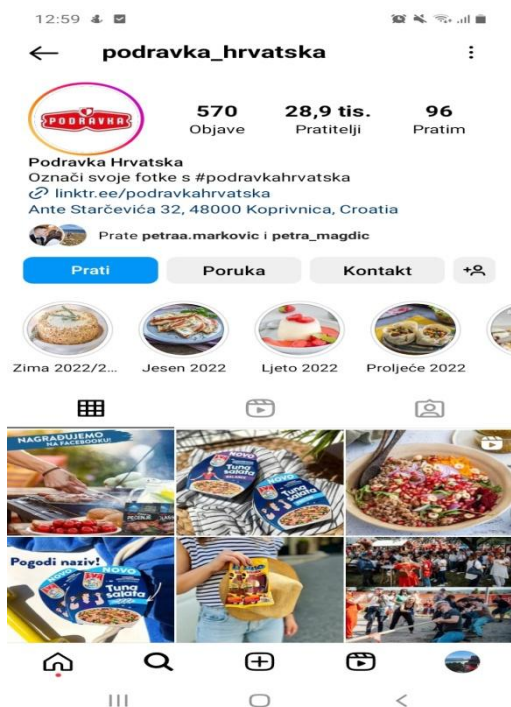 12:59
podravka_hrvatska
PODRAVKA
570
Objave
28,9 tis.
Pratitelji
96
Pratim
Podravka Hrvatska
Označi svoje fotke s #podravkahrvatska
linktr.ee/podravkahrvatska
Ante Starčevića 32, 48000 Koprivnica, Croatia
Prate petraa.markovic i petra_magdic
Prati
Poruka
Kontakt
Zima 2022/2...
Jesen 2022
Ljeto 2022
Proljeće 2022
NAGRAĐUJEMO
NA FACEBOOKU!
NOVO
Tuna
salata
NOVO
Tuna
salata
Pogodi naziv!
NOVO
NOVO
Tuna
salata